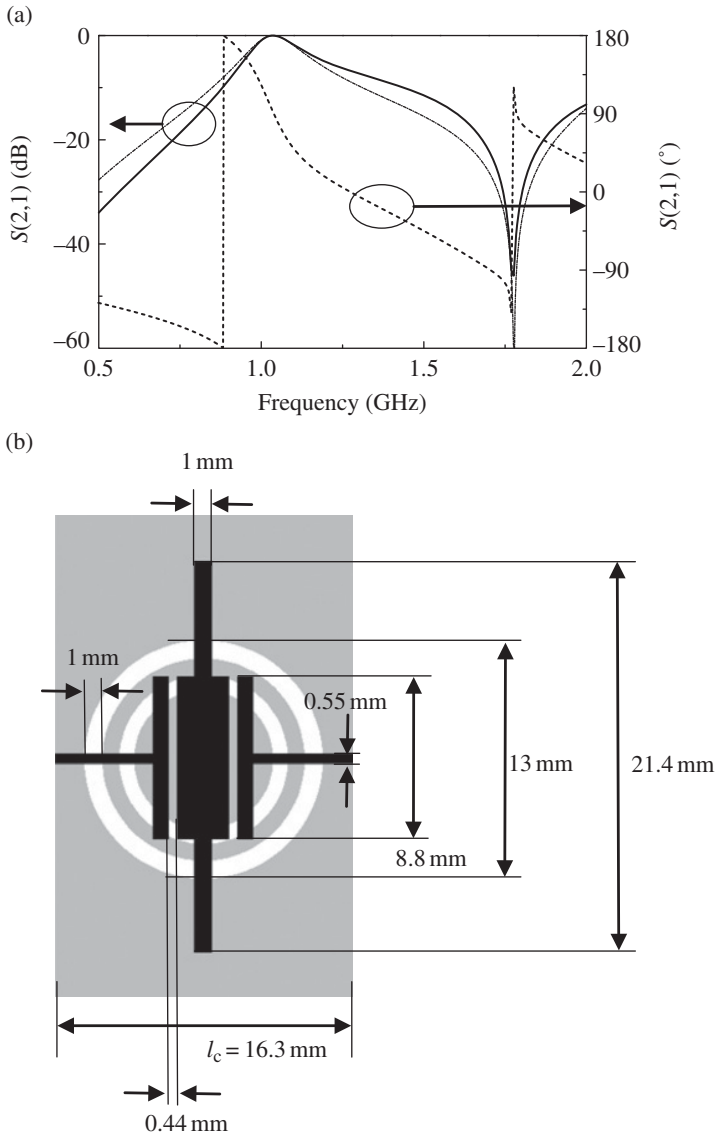 (a)
0
−20
−40
−60
S(2,1) (dB)
180
90
0
−90
−180
S(2,1) (°)
0.5
1.0
1.5
2.0
Frequency (GHz)
(b)
1 mm
1 mm
0.55 mm
13 mm
21.4 mm
8.8 mm
lc = 16.3 mm
0.44 mm